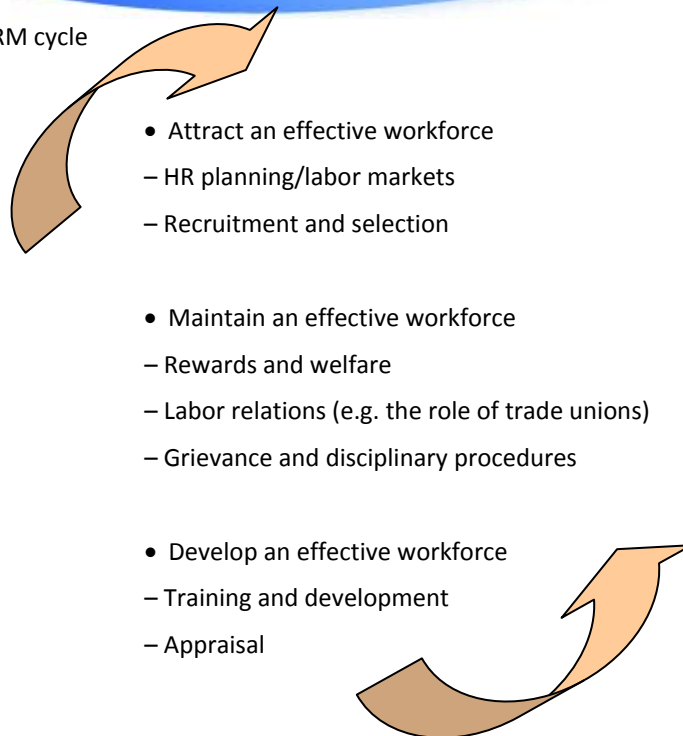 RM cycle
• Attract an effective workforce
– HR planning/labor markets
– Recruitment and selection
• Maintain an effective workforce
– Rewards and welfare
– Labor relations (e.g. the role of trade unions)
– Grievance and disciplinary procedures
• Develop an effective workforce
– Training and development
– Appraisal